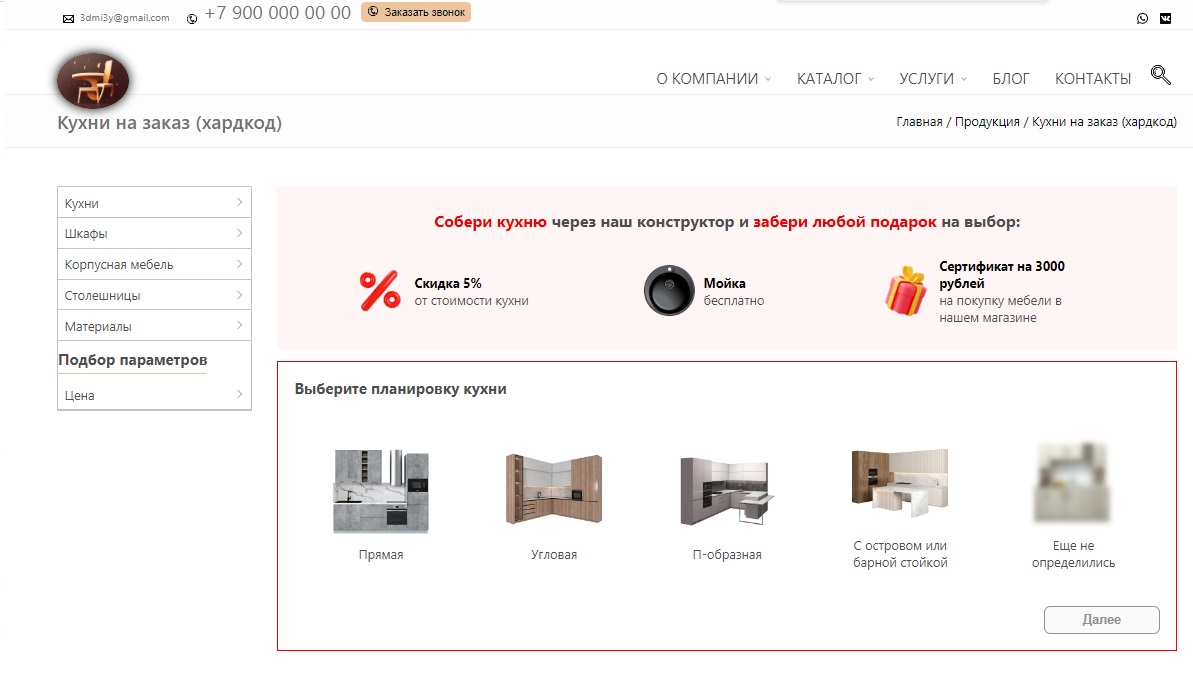 3dmi3y@gmail.com +7 900 000 00 00 Заказать звонок
О КОМПАНИИ КАТАЛОГ УСЛУГИ БЛОГ КОНТАКТЫ
Кухни на заказ (хардкод)
Главная / Продукция / Кухни на заказ (хардкод)
Кухни
Шкафы
Корпусная мебель
Столешницы
Материалы
Подбор параметров
Цена
Собери кухню через наш конструктор и забери любой подарок на выбор:
Скидка 5%
от стоимости кухни
Мойка
бесплатно
Сертификат на 3000
рублей
на покупку мебели в
нашем магазине
Выберите планировку кухни
Прямая
Угловая
П-образная
С островом или
барной стойкой
Еще не
определились
Далее